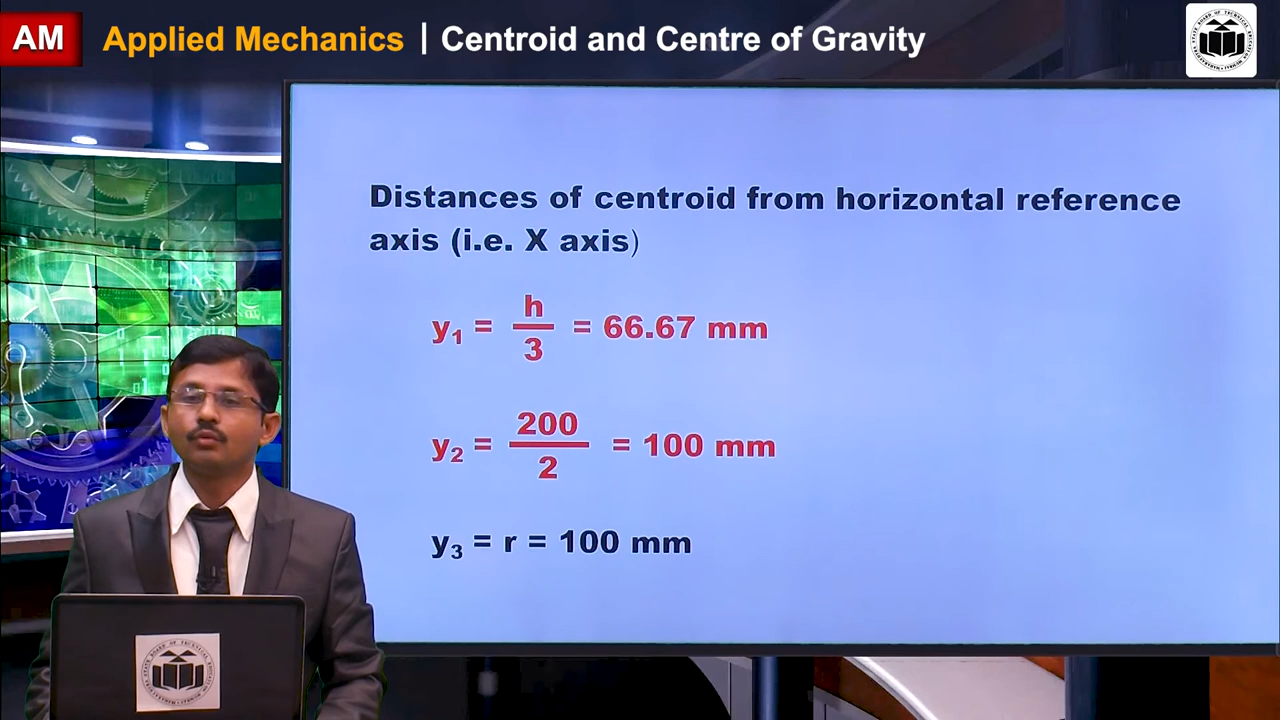 AM Applied Mechanics | Centroid and Centre of Gravity
Distances of centroid from horizontal reference
axis (i.e. X axis)
y₁ = h/3 = 66.67 mm
y₂ = 200/2 = 100 mm
y₃ = r = 100 mm